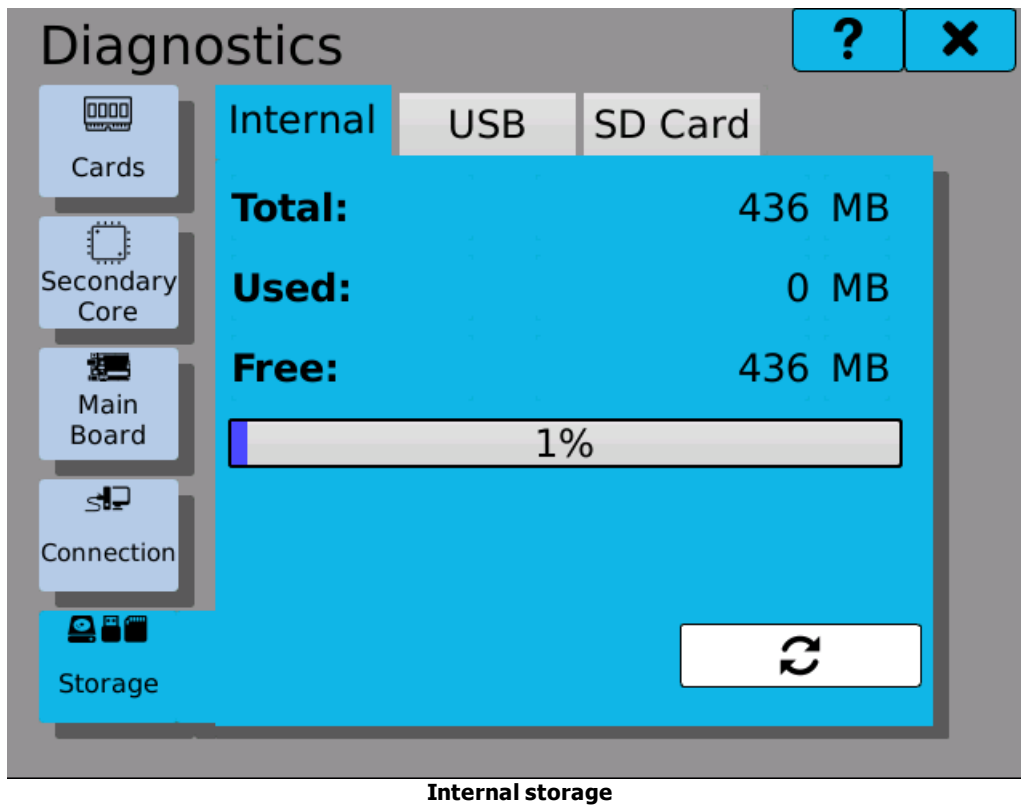 Diagnostics
?
Cards
Secondary
Core
Main
Board
Connection
Storage
Internal USB SD Card
Total: 436 MB
Used: 0 MB
Free: 436 MB
1%
Internal storage